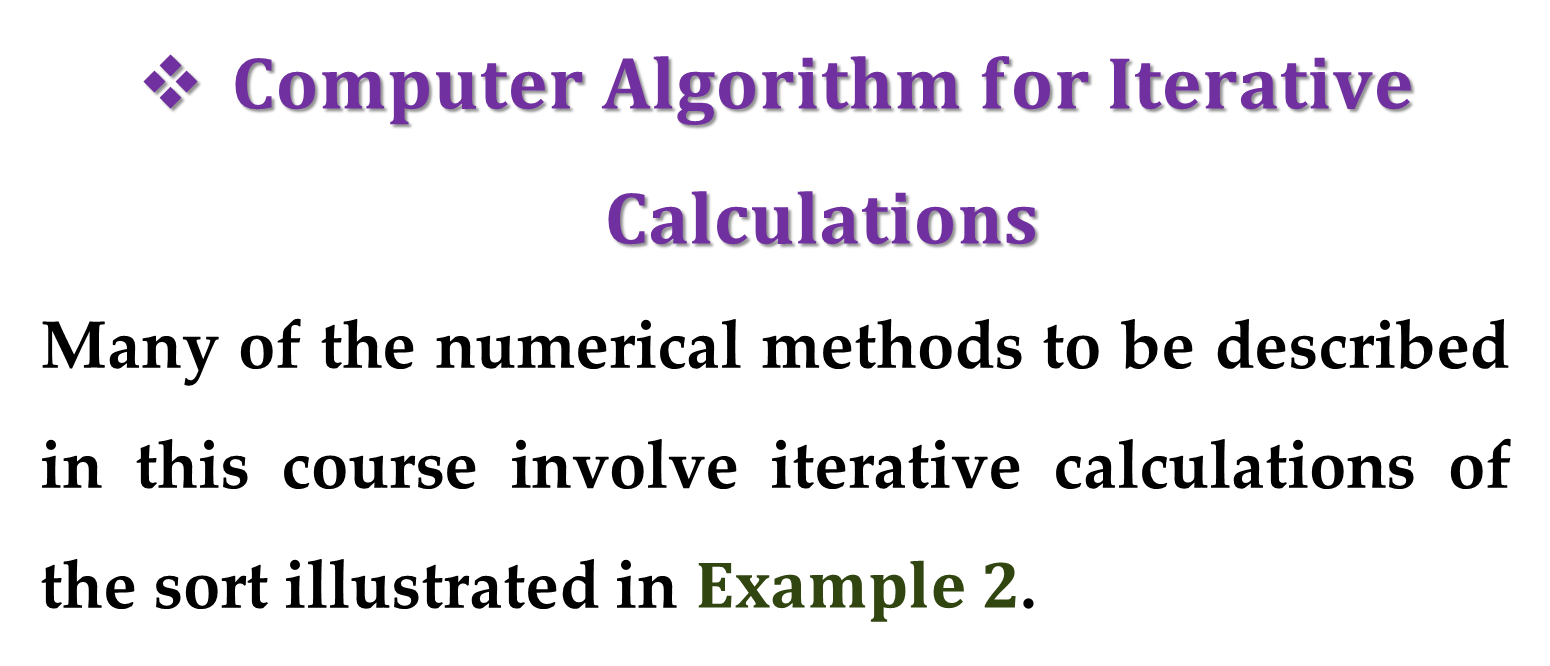 ❖ Computer Algorithm for Iterative
Calculations
Many of the numerical methods to be described
in this course involve iterative calculations of
the sort illustrated in Example 2.